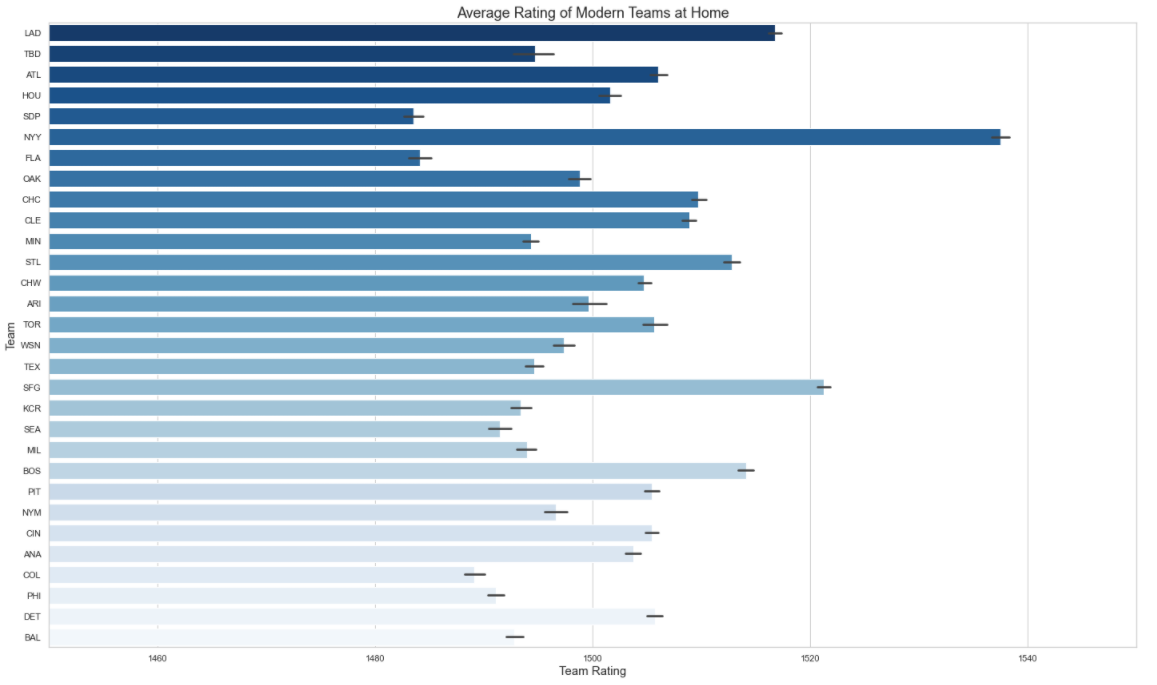 Average Rating of Modern Teams at Home
LAD
TBD
ATL
HOU
SDP
NYY
FLA
OAK
CHC
CLE
MIN
STL
CHW
ARI
TOR
WSN
TEX
SFG
KCR
SEA
MIL
BOS
PIT
NYM
CIN
ANA
COL
PHI
DET
BAL
Team
1460 1480 1500 1520 1540
Team Rating